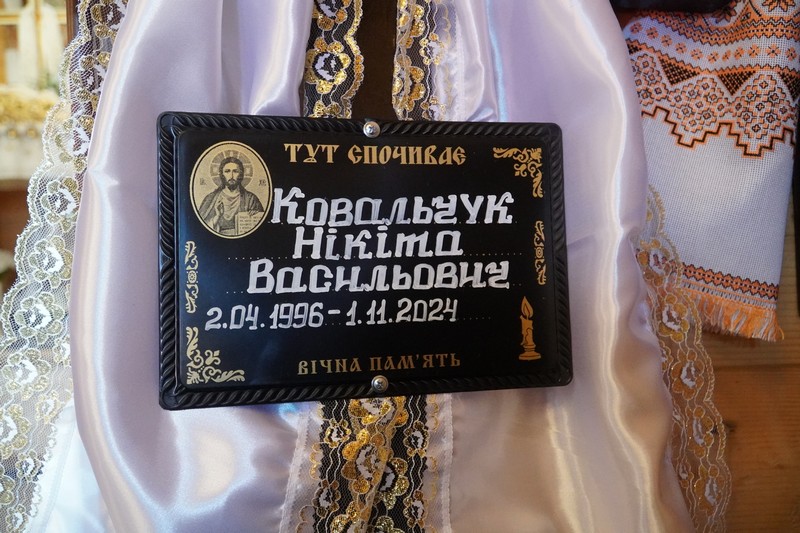 ТУТ СПОЧИВАЄ
Ковальчук
Нікіта
Васильович
2.04.1996-1.11.2024
ВІЧНА ПАМ'ЯТЬ